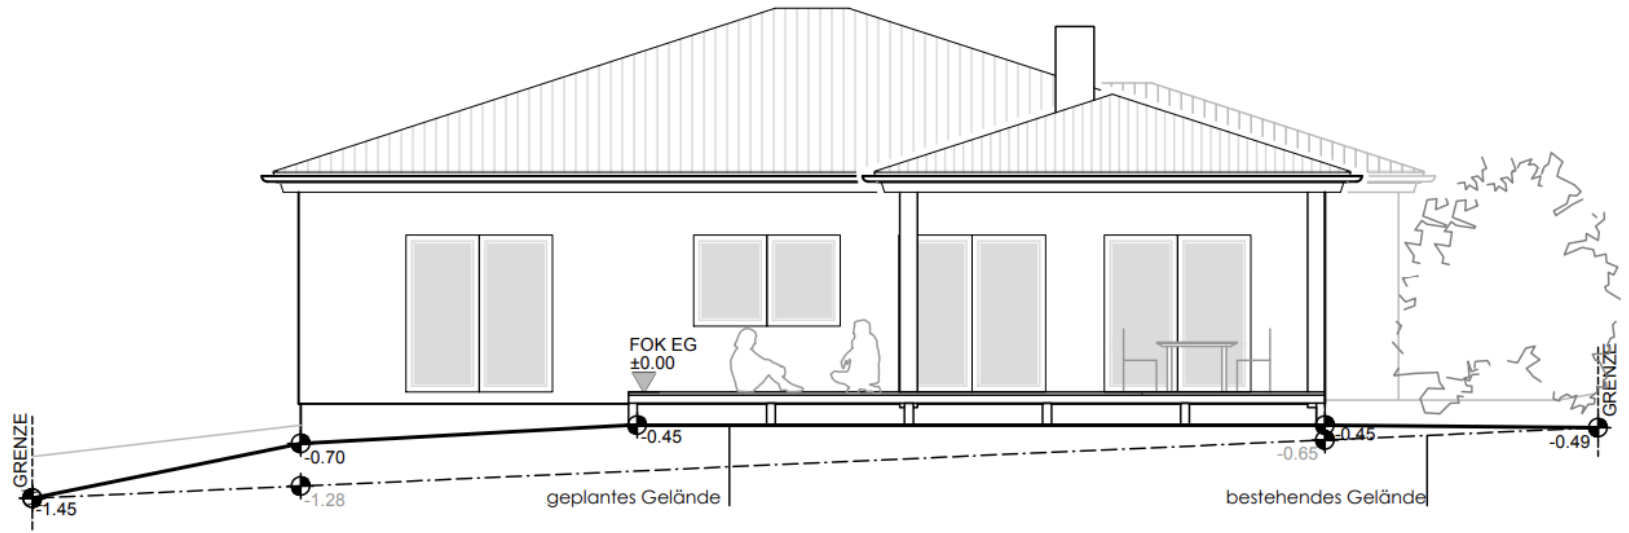 FOK EG
±0.00
GRENZE
GRENZE
-0.45
-0.45
-0.49
-0.70
-0.65
-1.28
-1.45
geplantes Gelände
bestehendes Gelände